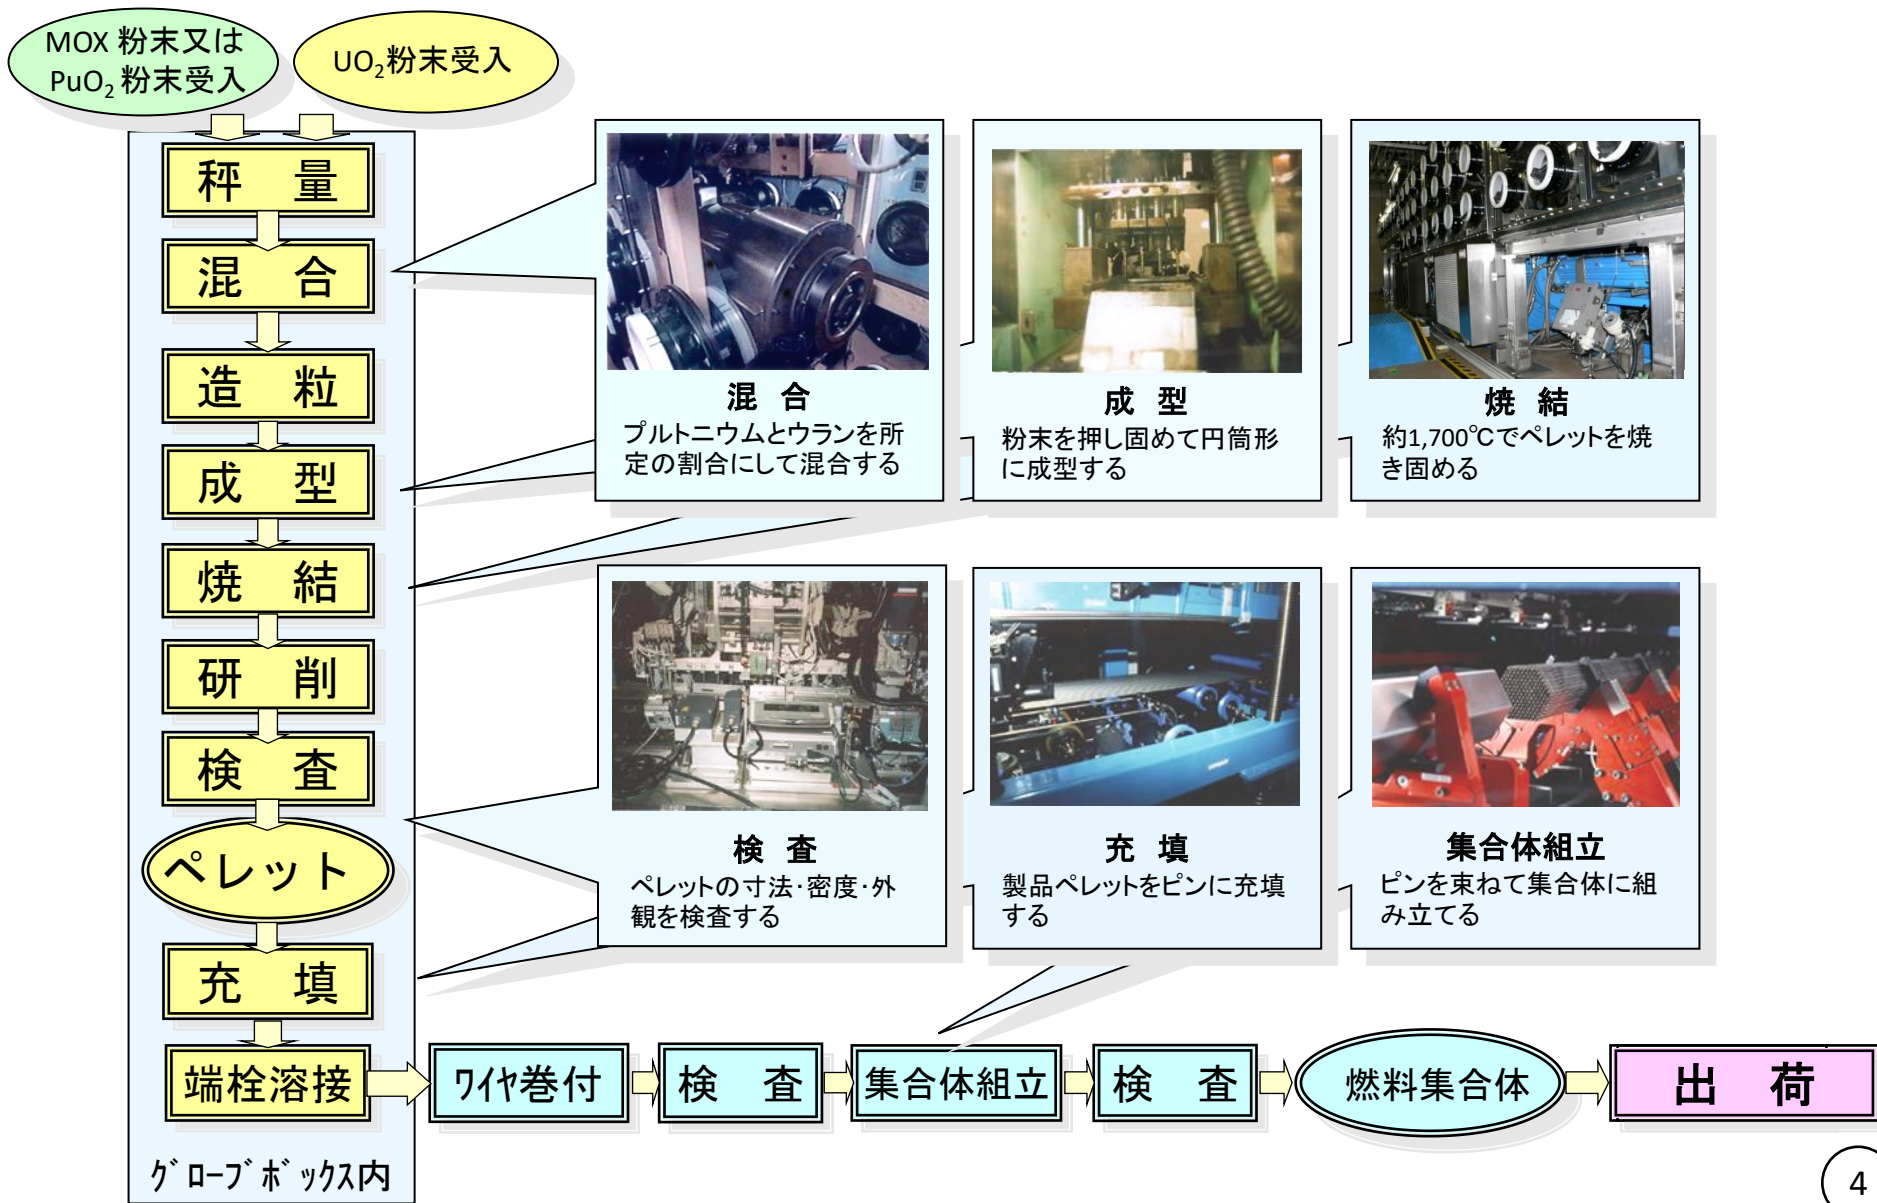 MOX 粉末又は
PuO₂ 粉末受入
UO₂粉末受入
秤 量
混 合
造 粒
成 型
焼 結
研 削
検 査
ペレット
充 填
端栓溶接
グローブボックス内
混 合
プルトニウムとウランを所
定の割合にして混合する
成 型
粉末を押し固めて円筒形
に成型する
焼 結
約1,700℃でペレットを焼
き固める
検 査
ペレットの寸法・密度・外
観を検査する
充 填
製品ペレットをピンに充填
する
集合体組立
ピンを束ねて集合体に組
み立てる
ワイヤ巻付
検 査
集合体組立
検 査
燃料集合体
出 荷
4